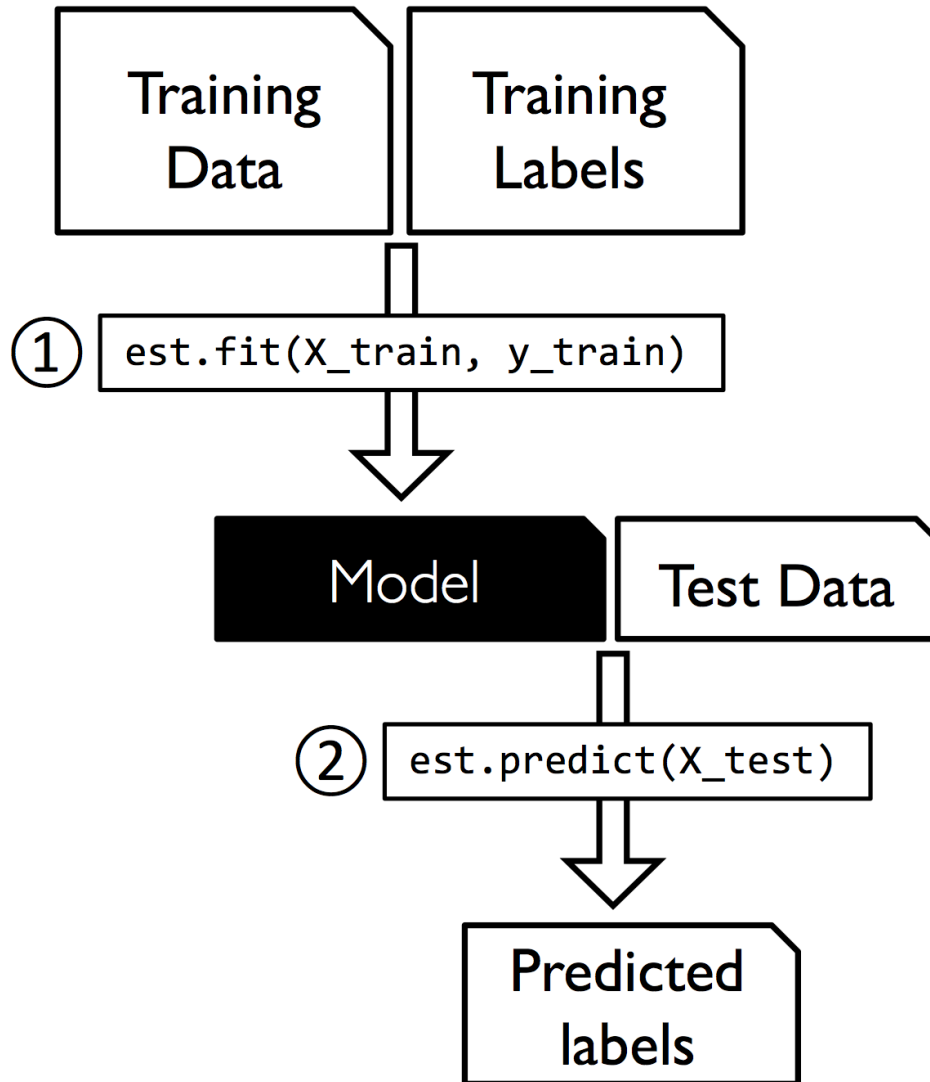 Training
Data
Training
Labels
1
est.fit(X_train, y_train)
Model
Test Data
2
est.predict(X_test)
Predicted
labels